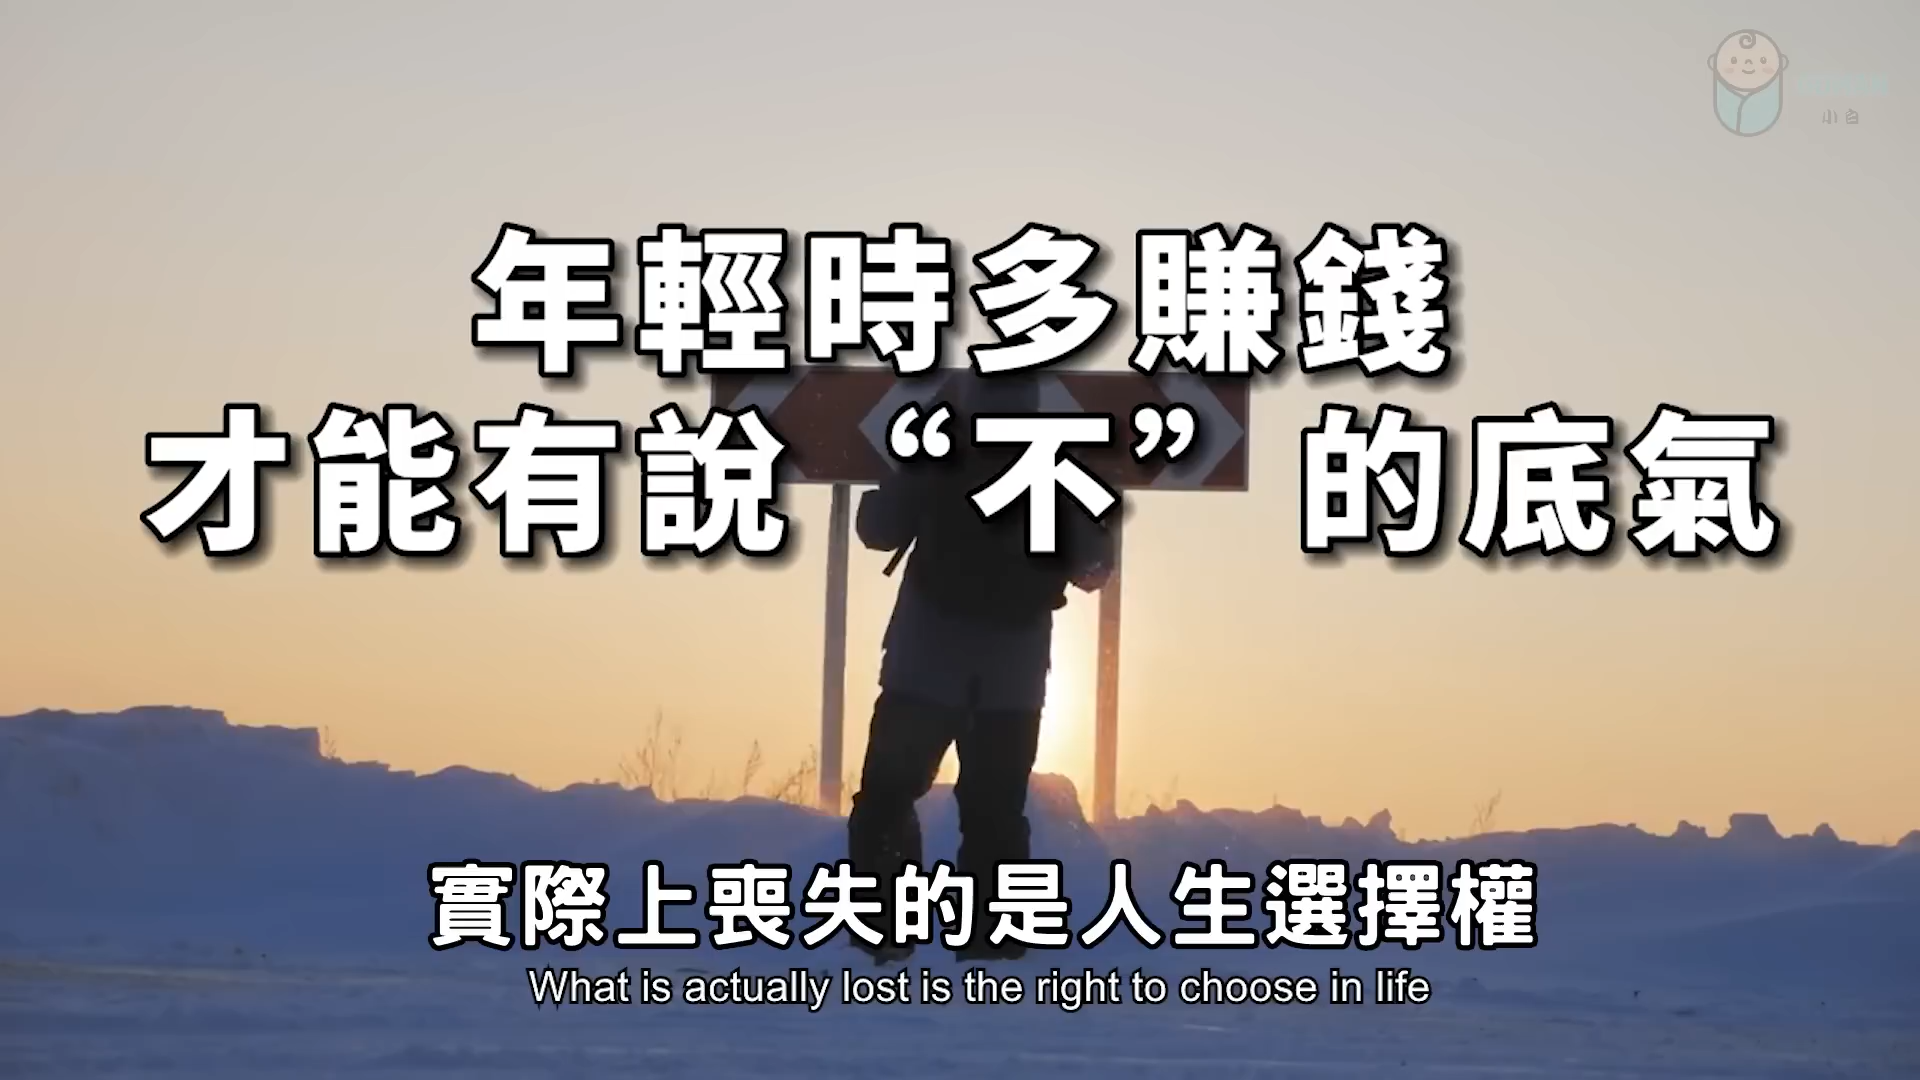 小白
年輕時多賺錢
才能有說“不”的底氣
實際上喪失的是人生選擇權
What is actually lost is the right to choose in life